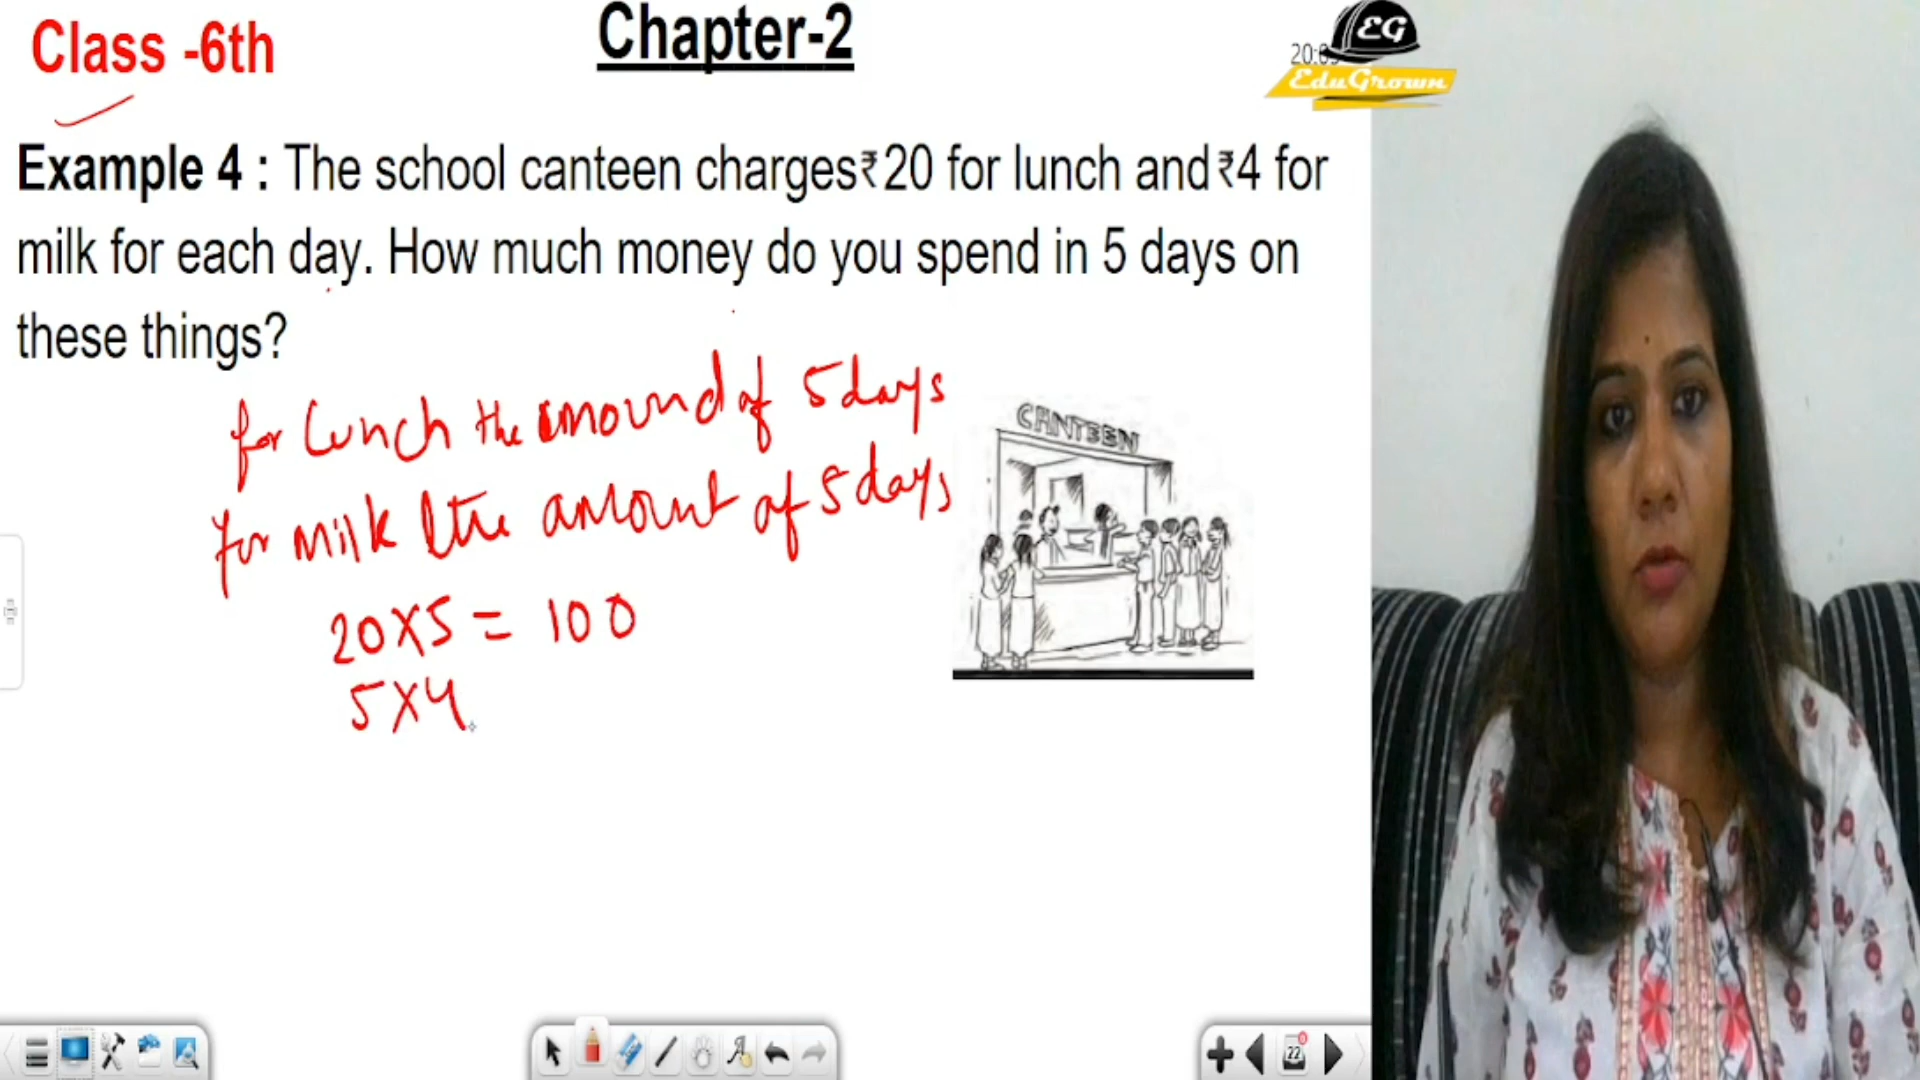 Class -6th
Chapter-2
EG
EduGrown
Example 4 : The school canteen charges ₹20 for lunch and ₹4 for
milk for each day. How much money do you spend in 5 days on
these things?
for lunch the amound of 5 days
for milk the amount of 5 days
CANTEEN
20×5 = 100
5×4
22